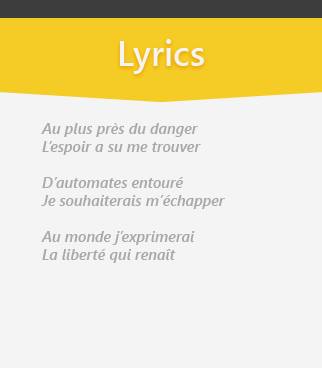 Lyrics
Au plus près du danger
L'espoir a su me trouver
D'automates entouré
Je souhaiterais m'échapper
Au monde j'exprimerai
La liberté qui renaît